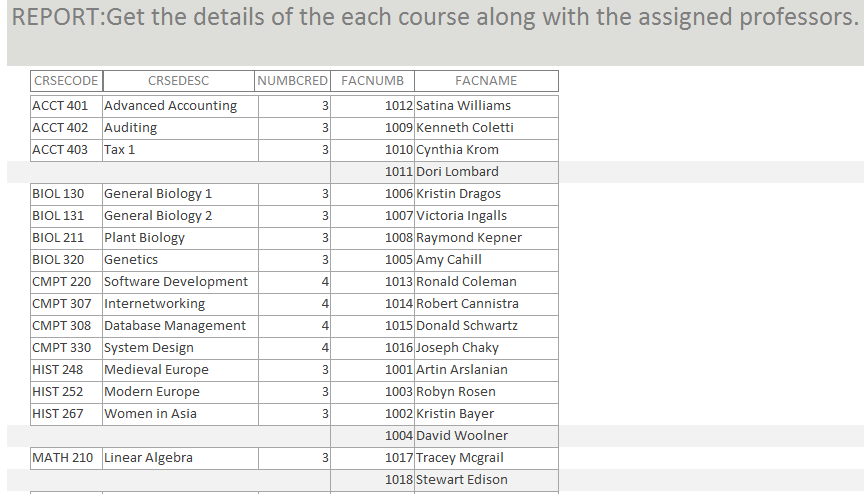 REPORT:Get the details of the each course along with the assigned professors.
CRSECODE CRSEDESC NUMBCRED FACNUMB FACNAME
ACCT 401 Advanced Accounting 3 1012 Satina Williams
ACCT 402 Auditing 3 1009 Kenneth Coletti
ACCT 403 Tax 1 3 1010 Cynthia Krom
1011 Dori Lombard
BIOL 130 General Biology 1 3 1006 Kristin Dragos
BIOL 131 General Biology 2 3 1007 Victoria Ingalls
BIOL 211 Plant Biology 3 1008 Raymond Kepner
BIOL 320 Genetics 3 1005 Amy Cahill
CMPT 220 Software Development 4 1013 Ronald Coleman
CMPT 307 Internetworking 4 1014 Robert Cannistra
CMPT 308 Database Management 4 1015 Donald Schwartz
CMPT 330 System Design 4 1016 Joseph Chaky
HIST 248 Medieval Europe 3 1001 Artin Arslanian
HIST 252 Modern Europe 3 1003 Robyn Rosen
HIST 267 Women in Asia 3 1002 Kristin Bayer
1004 David Woolner
MATH 210 Linear Algebra 3 1017 Tracey Mcgrail
1018 Stewart Edison